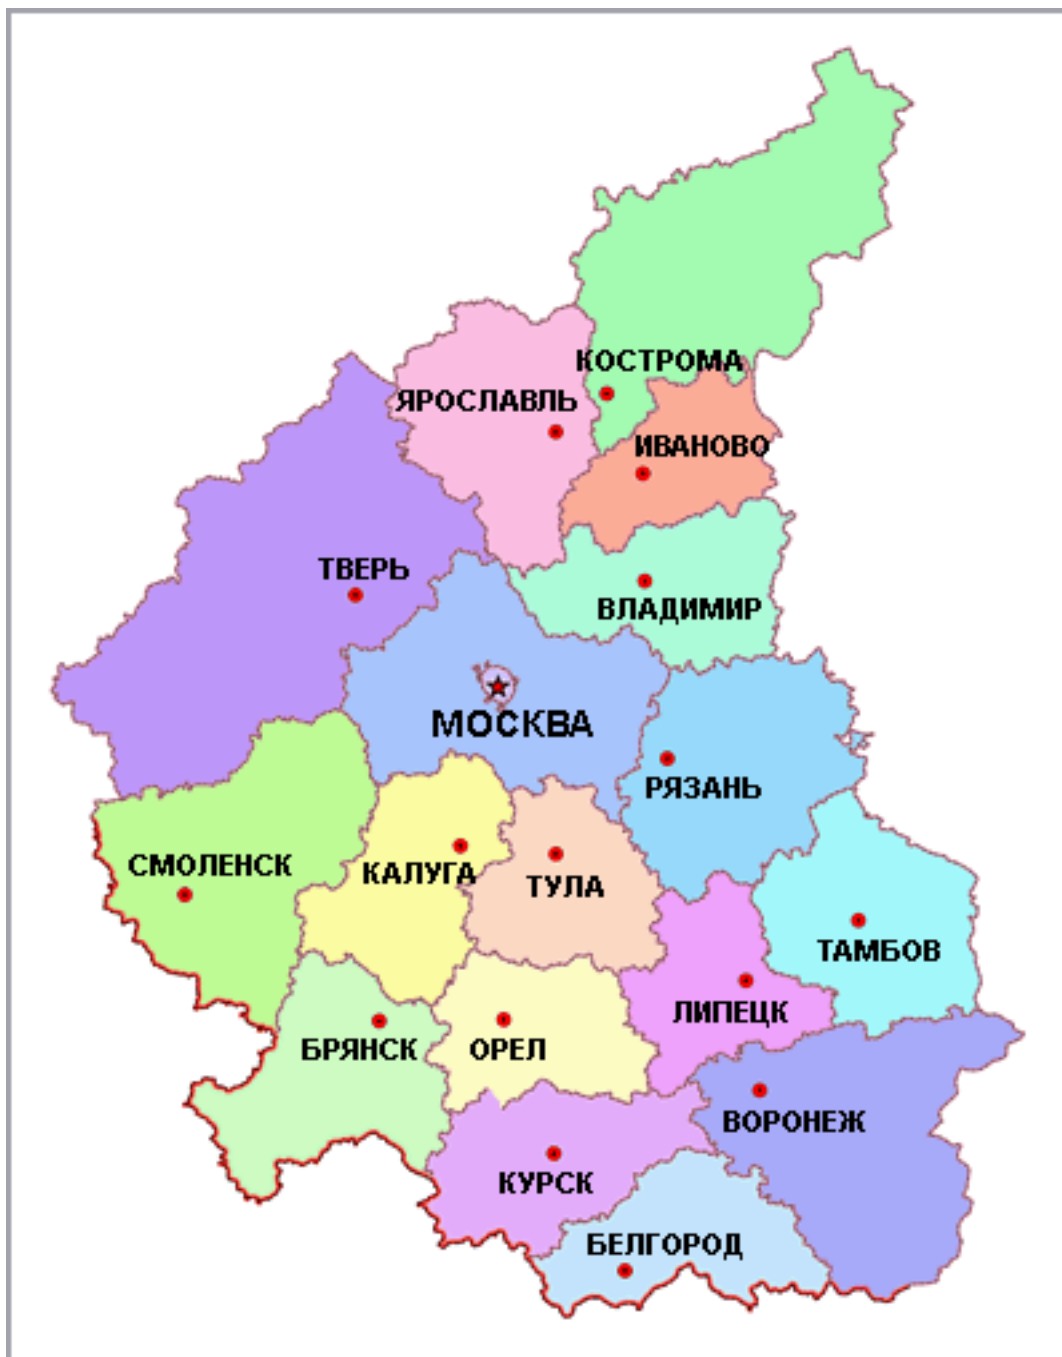 КОСТРОМА
ЯРОСЛАВЛЬ
ИВАНОВО
ТВЕРЬ
ВЛАДИМИР
МОСКВА
РЯЗАНЬ
СМОЛЕНСК
КАЛУГА
ТУЛА
ТАМБОВ
ЛИПЕЦК
БРЯНСК
ОРЕЛ
ВОРОНЕЖ
КУРСК
БЕЛГОРОД